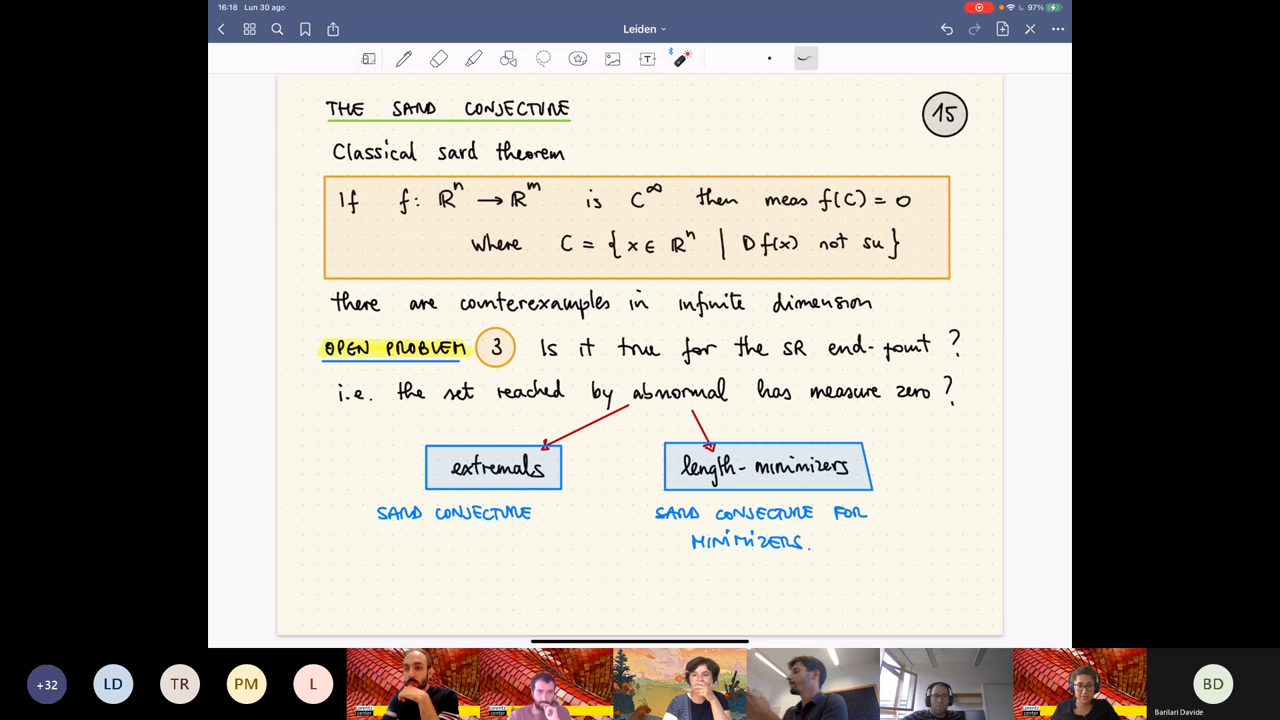 16:18 Lun 30 ago
97%
Leiden
THE SARD CONJECTURE
15
Classical sard theorem
If f: ℝⁿ → ℝᵐ is C^∞ then meas f(C) = 0
where C = { x ∈ ℝⁿ | Df(x) not su }
there are counterexamples in infinite dimension
OPEN PROBLEM 3 Is it true for the SR end-point ?
i.e. the set reached by abnormal has measure zero ?
extremals
length-minimizers
SARD CONJECTURE
SARD CONJECTURE FOR
MINIMIZERS.
+32
LD
TR
PM
L
BD
Barilari Davide